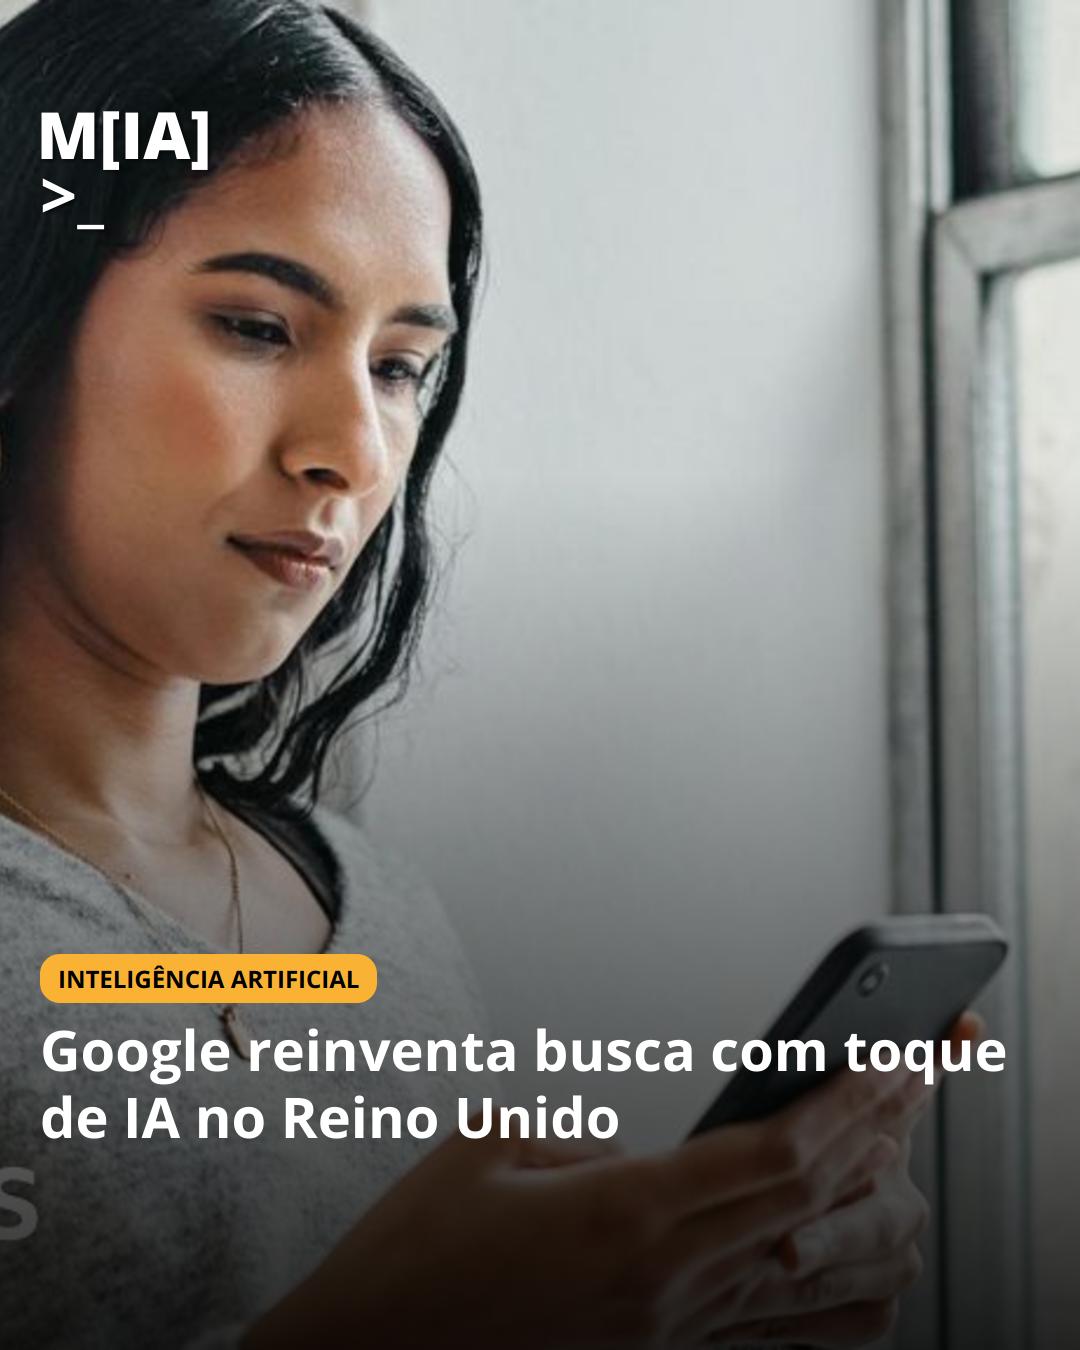 M[IA]
>_
INTELIGÊNCIA ARTIFICIAL
Google reinventa busca com toque
de IA no Reino Unido
S